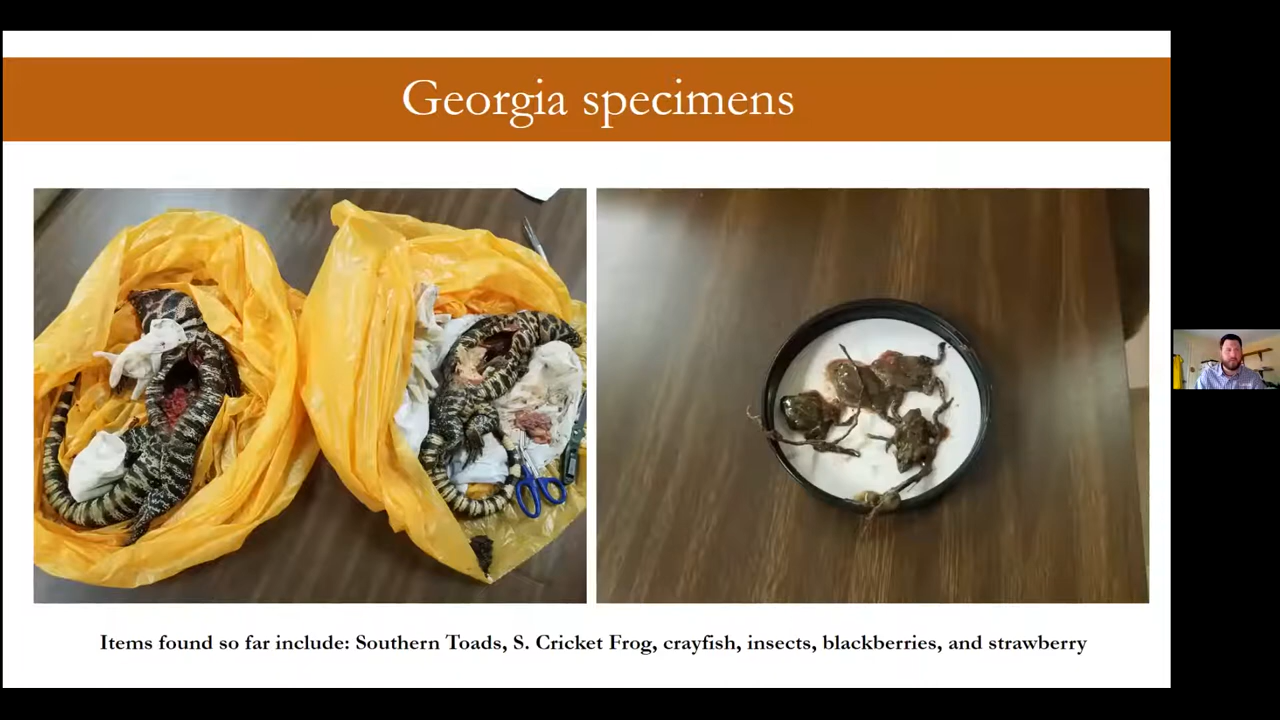 Georgia specimens
Items found so far include: Southern Toads, S. Cricket Frog, crayfish, insects, blackberries, and strawberry